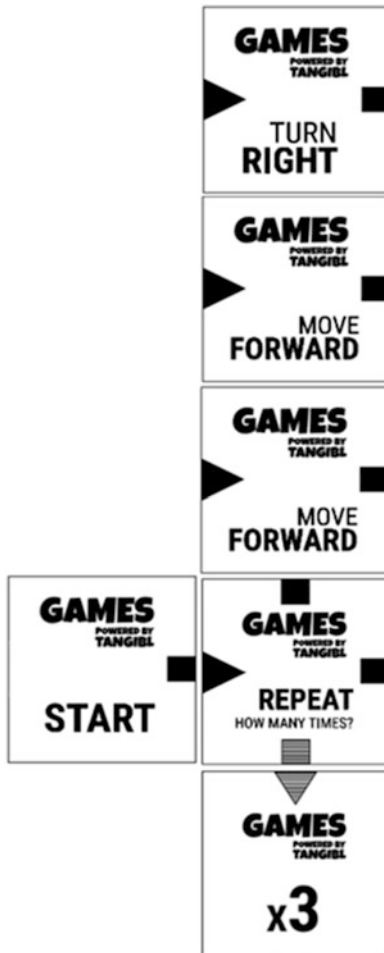 GAMES
POWERED BY
TANGIBL
TURN
RIGHT
GAMES
POWERED BY
TANGIBL
MOVE
FORWARD
GAMES
POWERED BY
TANGIBL
MOVE
FORWARD
GAMES
POWERED BY
TANGIBL
START
GAMES
POWERED BY
TANGIBL
REPEAT
HOW MANY TIMES?
GAMES
POWERED BY
TANGIBL
x3